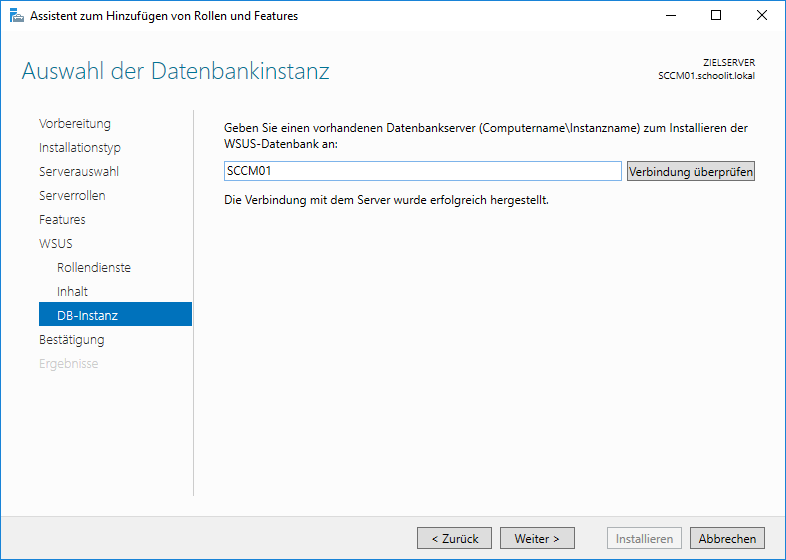 Assistent zum Hinzufügen von Rollen und Features
Auswahl der Datenbankinstanz
ZIELSERVER
SCCM01.schoolit.lokal
Vorbereitung
Installationstyp
Serverauswahl
Serverrollen
Features
WSUS
Rollendienste
Inhalt
DB-Instanz
Bestätigung
Ergebnisse
Geben Sie einen vorhandenen Datenbankserver (Computername\Instanzname) zum Installieren der
WSUS-Datenbank an:
SCCM01
Verbindung überprüfen
Die Verbindung mit dem Server wurde erfolgreich hergestellt.
< Zurück
Weiter >
Installieren
Abbrechen